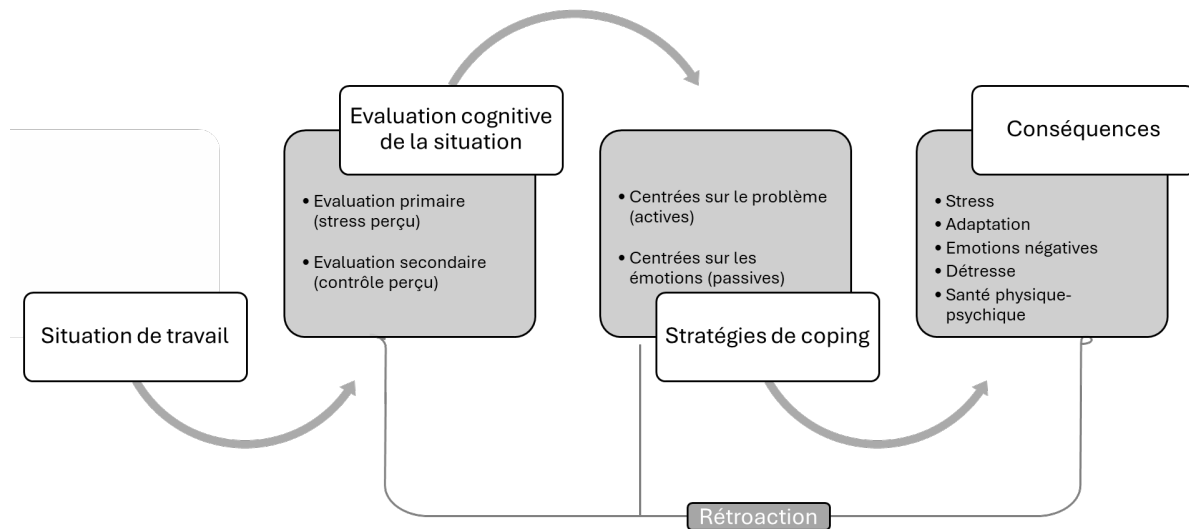 Situation de travail
Evaluation cognitive
de la situation
• Evaluation primaire
(stress perçu)
• Evaluation secondaire
(contrôle perçu)
• Centrées sur le problème
(actives)
• Centrées sur les
émotions (passives)
Stratégies de coping
Conséquences
• Stress
• Adaptation
• Emotions négatives
• Détresse
• Santé physique-
psychique
Rétroaction